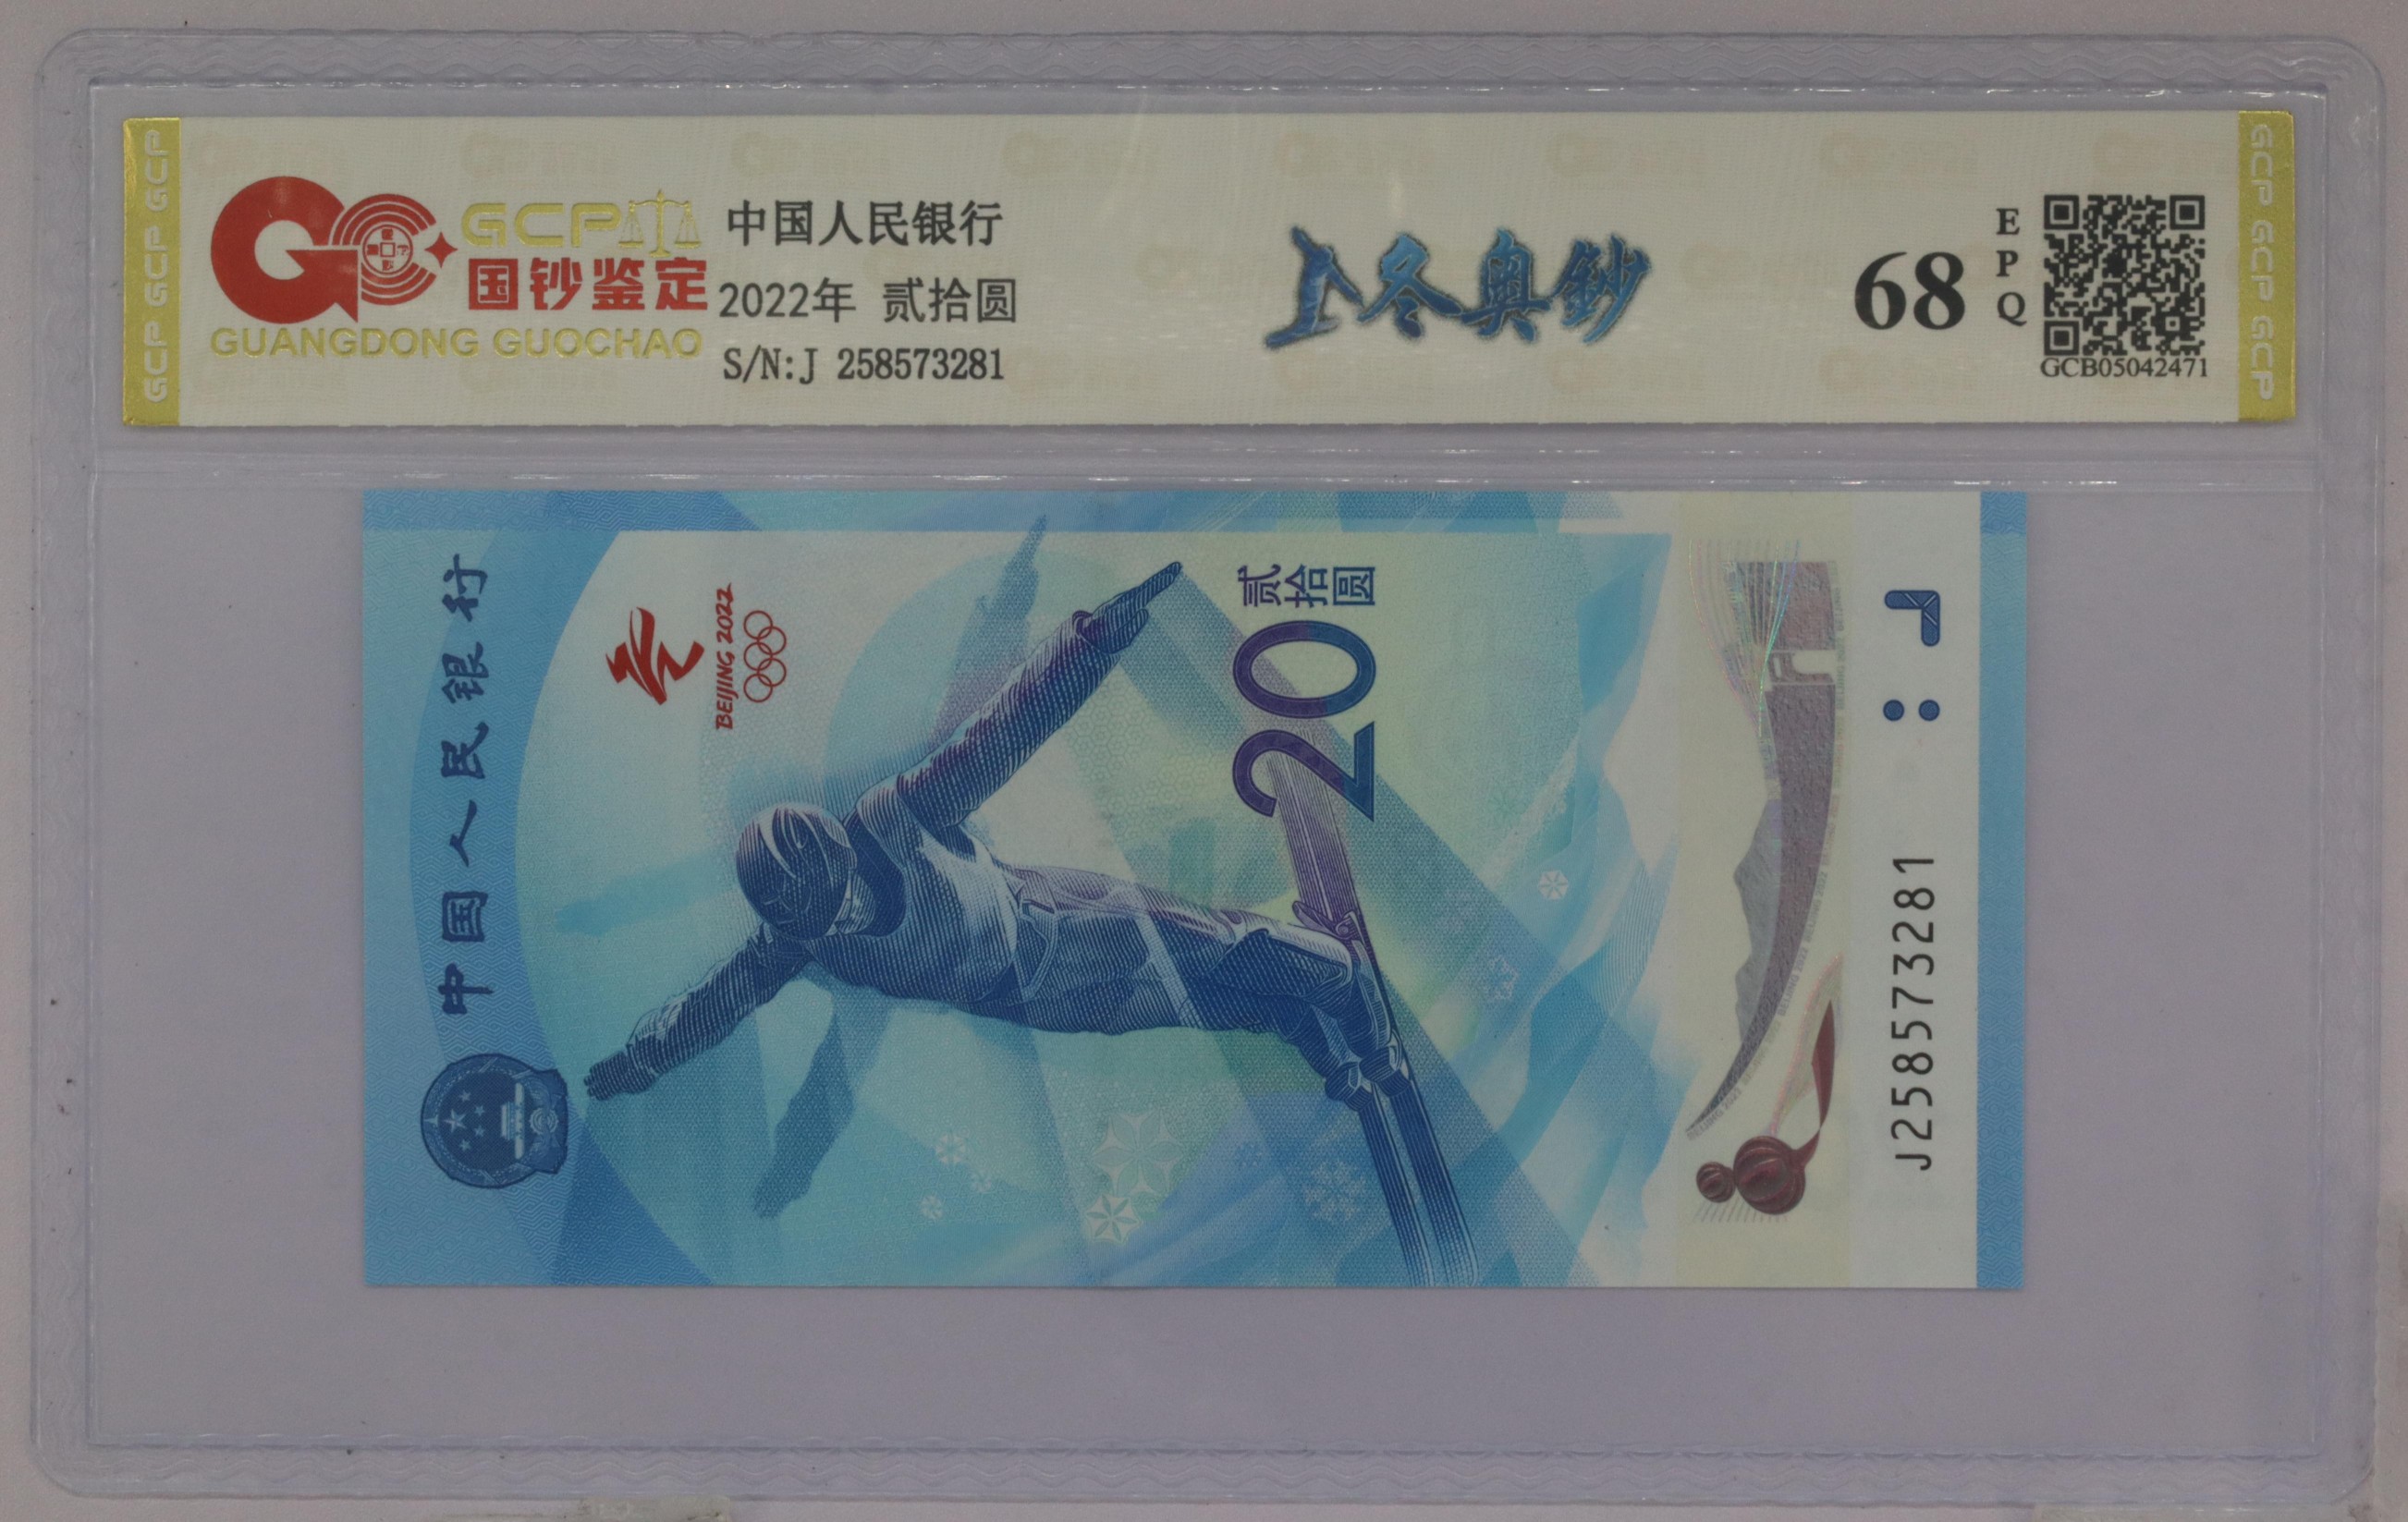 GCP GCP GCP
GCP
国钞鉴定
GUANGDONG GUOCHAO
中国人民银行
2022年 贰拾圆
S/N:J 258573281
冬奥鈔
68
EPQ
GCB05042471
GCP GCP GCP
中国人民银行
BEIJING 2022
贰拾圆
20
J258573281